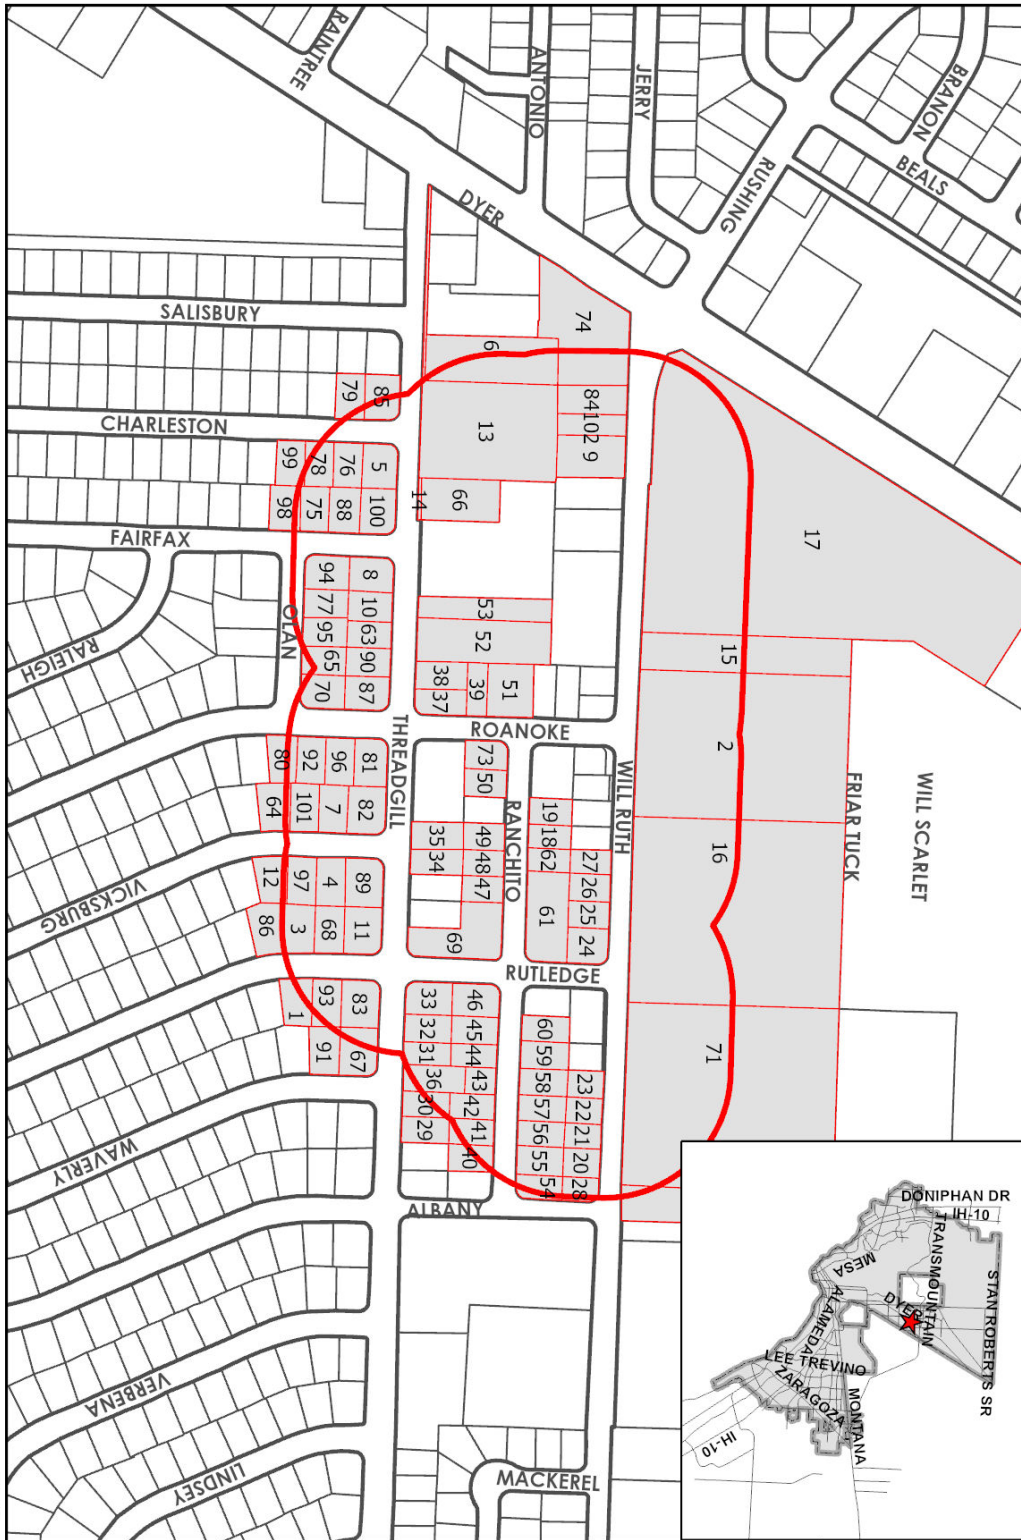 RAINTREE
ANTONIO
JERRY
BRANON
BEALS
RUSHING
DYER
SALISBURY
74
6
84
102
9
13
17
85
79
CHARLESTON
5
76
78
99
14
66
100
88
75
98
FAIRFAX
8
94
10
77
63
95
90
65
87
70
OLAN
RALEIGH
53
52
38
37
39
51
15
THREADGILL
ROANOKE
2
WILL RUTH
FRIAR TUCK
WILL SCARLET
73
50
RANCHITO
81
96
92
80
82
7
101
64
35
34
49
48
47
19
18
62
27
26
25
24
61
16
89
4
97
12
11
68
3
86
VICKSBURG
69
RUTLEDGE
83
93
1
67
91
33
32
31
36
30
29
46
45
44
43
42
41
40
60
59
58
57
56
55
54
23
22
21
20
28
71
WAVERLY
ALBANY
VERBENA
LINDSEY
MACKEREL
DONIPHAN DR
IH-10
TRANSMOUNTAIN
STAN ROBERTS SR
MESA
DYER
ALAMEDA
LEE TREVINO
ZARAGOZA
MONTANA
IH-10